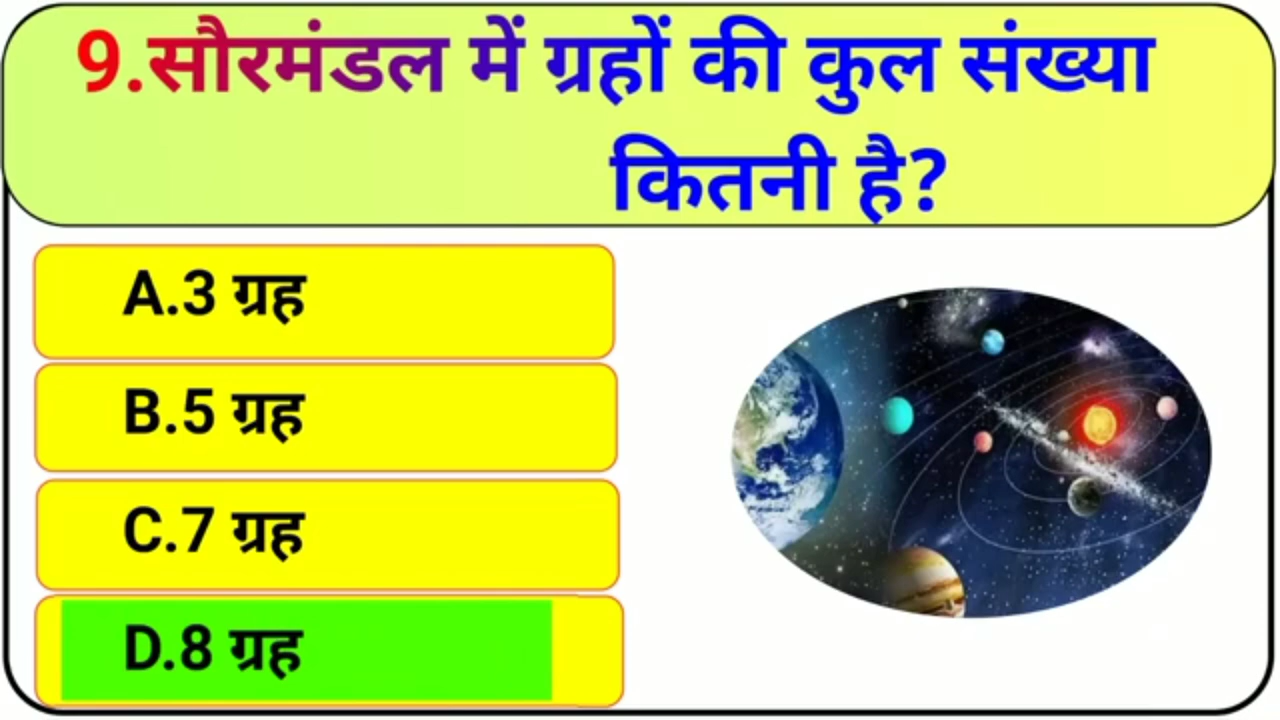 9.सौरमंडल में ग्रहों की कुल संख्या
कितनी है?
A.3 ग्रह
B.5 ग्रह
C.7 ग्रह
D.8 ग्रह